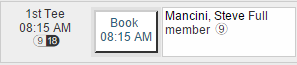 1st Tee
08:15 AM
9 18
Book
08:15 AM
Mancini, Steve Full
member 9